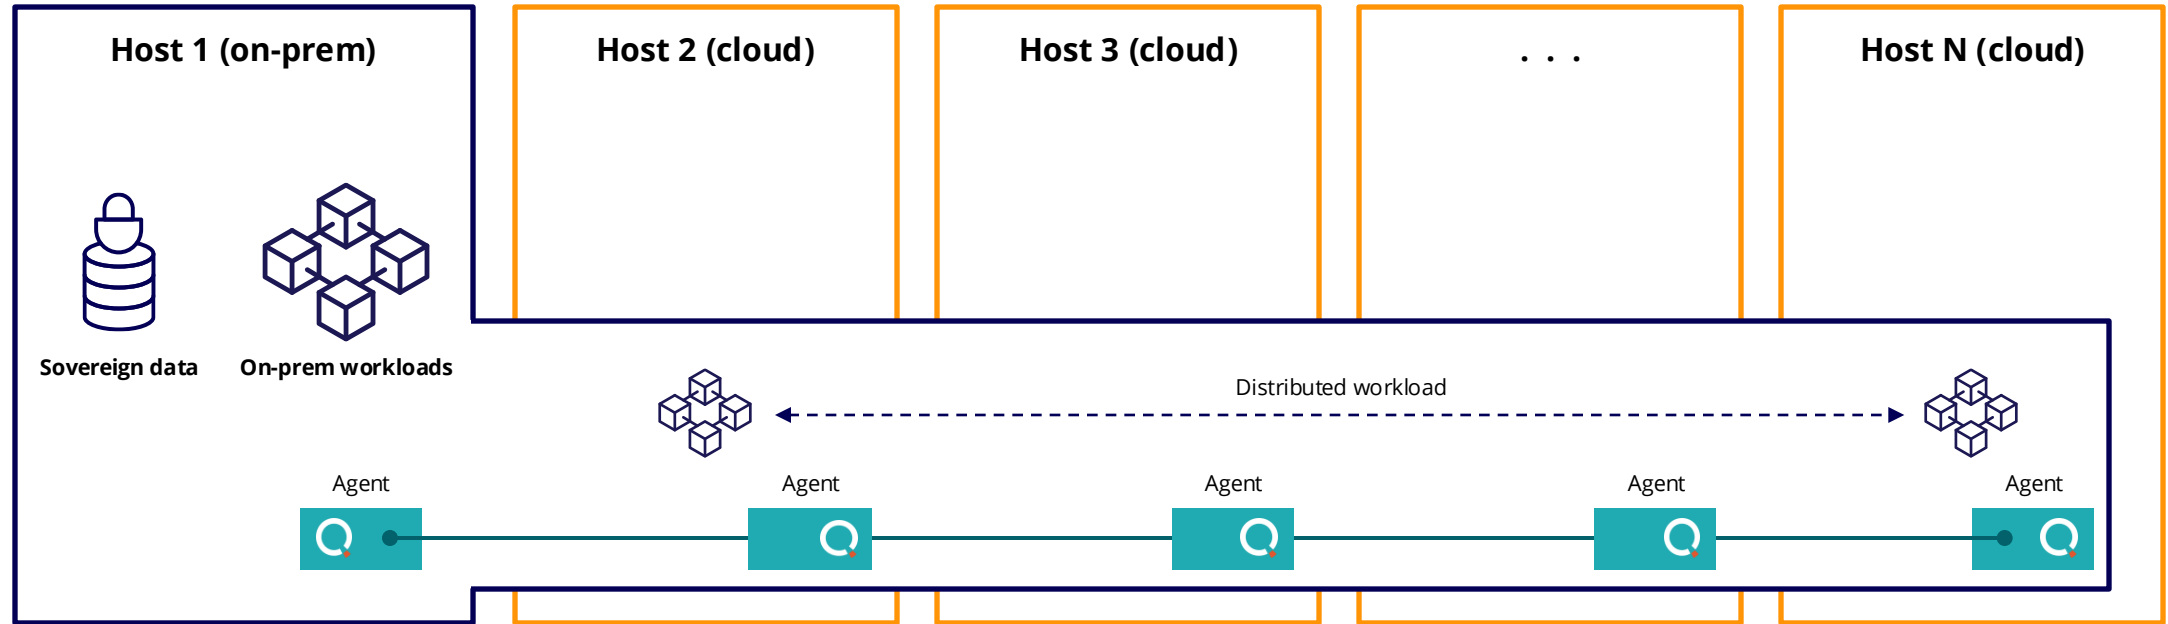 Host 1 (on-prem)
Host 2 (cloud)
Host 3 (cloud)
. . .
Host N (cloud)
Sovereign data
On-prem workloads
Distributed workload
Agent
Agent
Agent
Agent
Agent